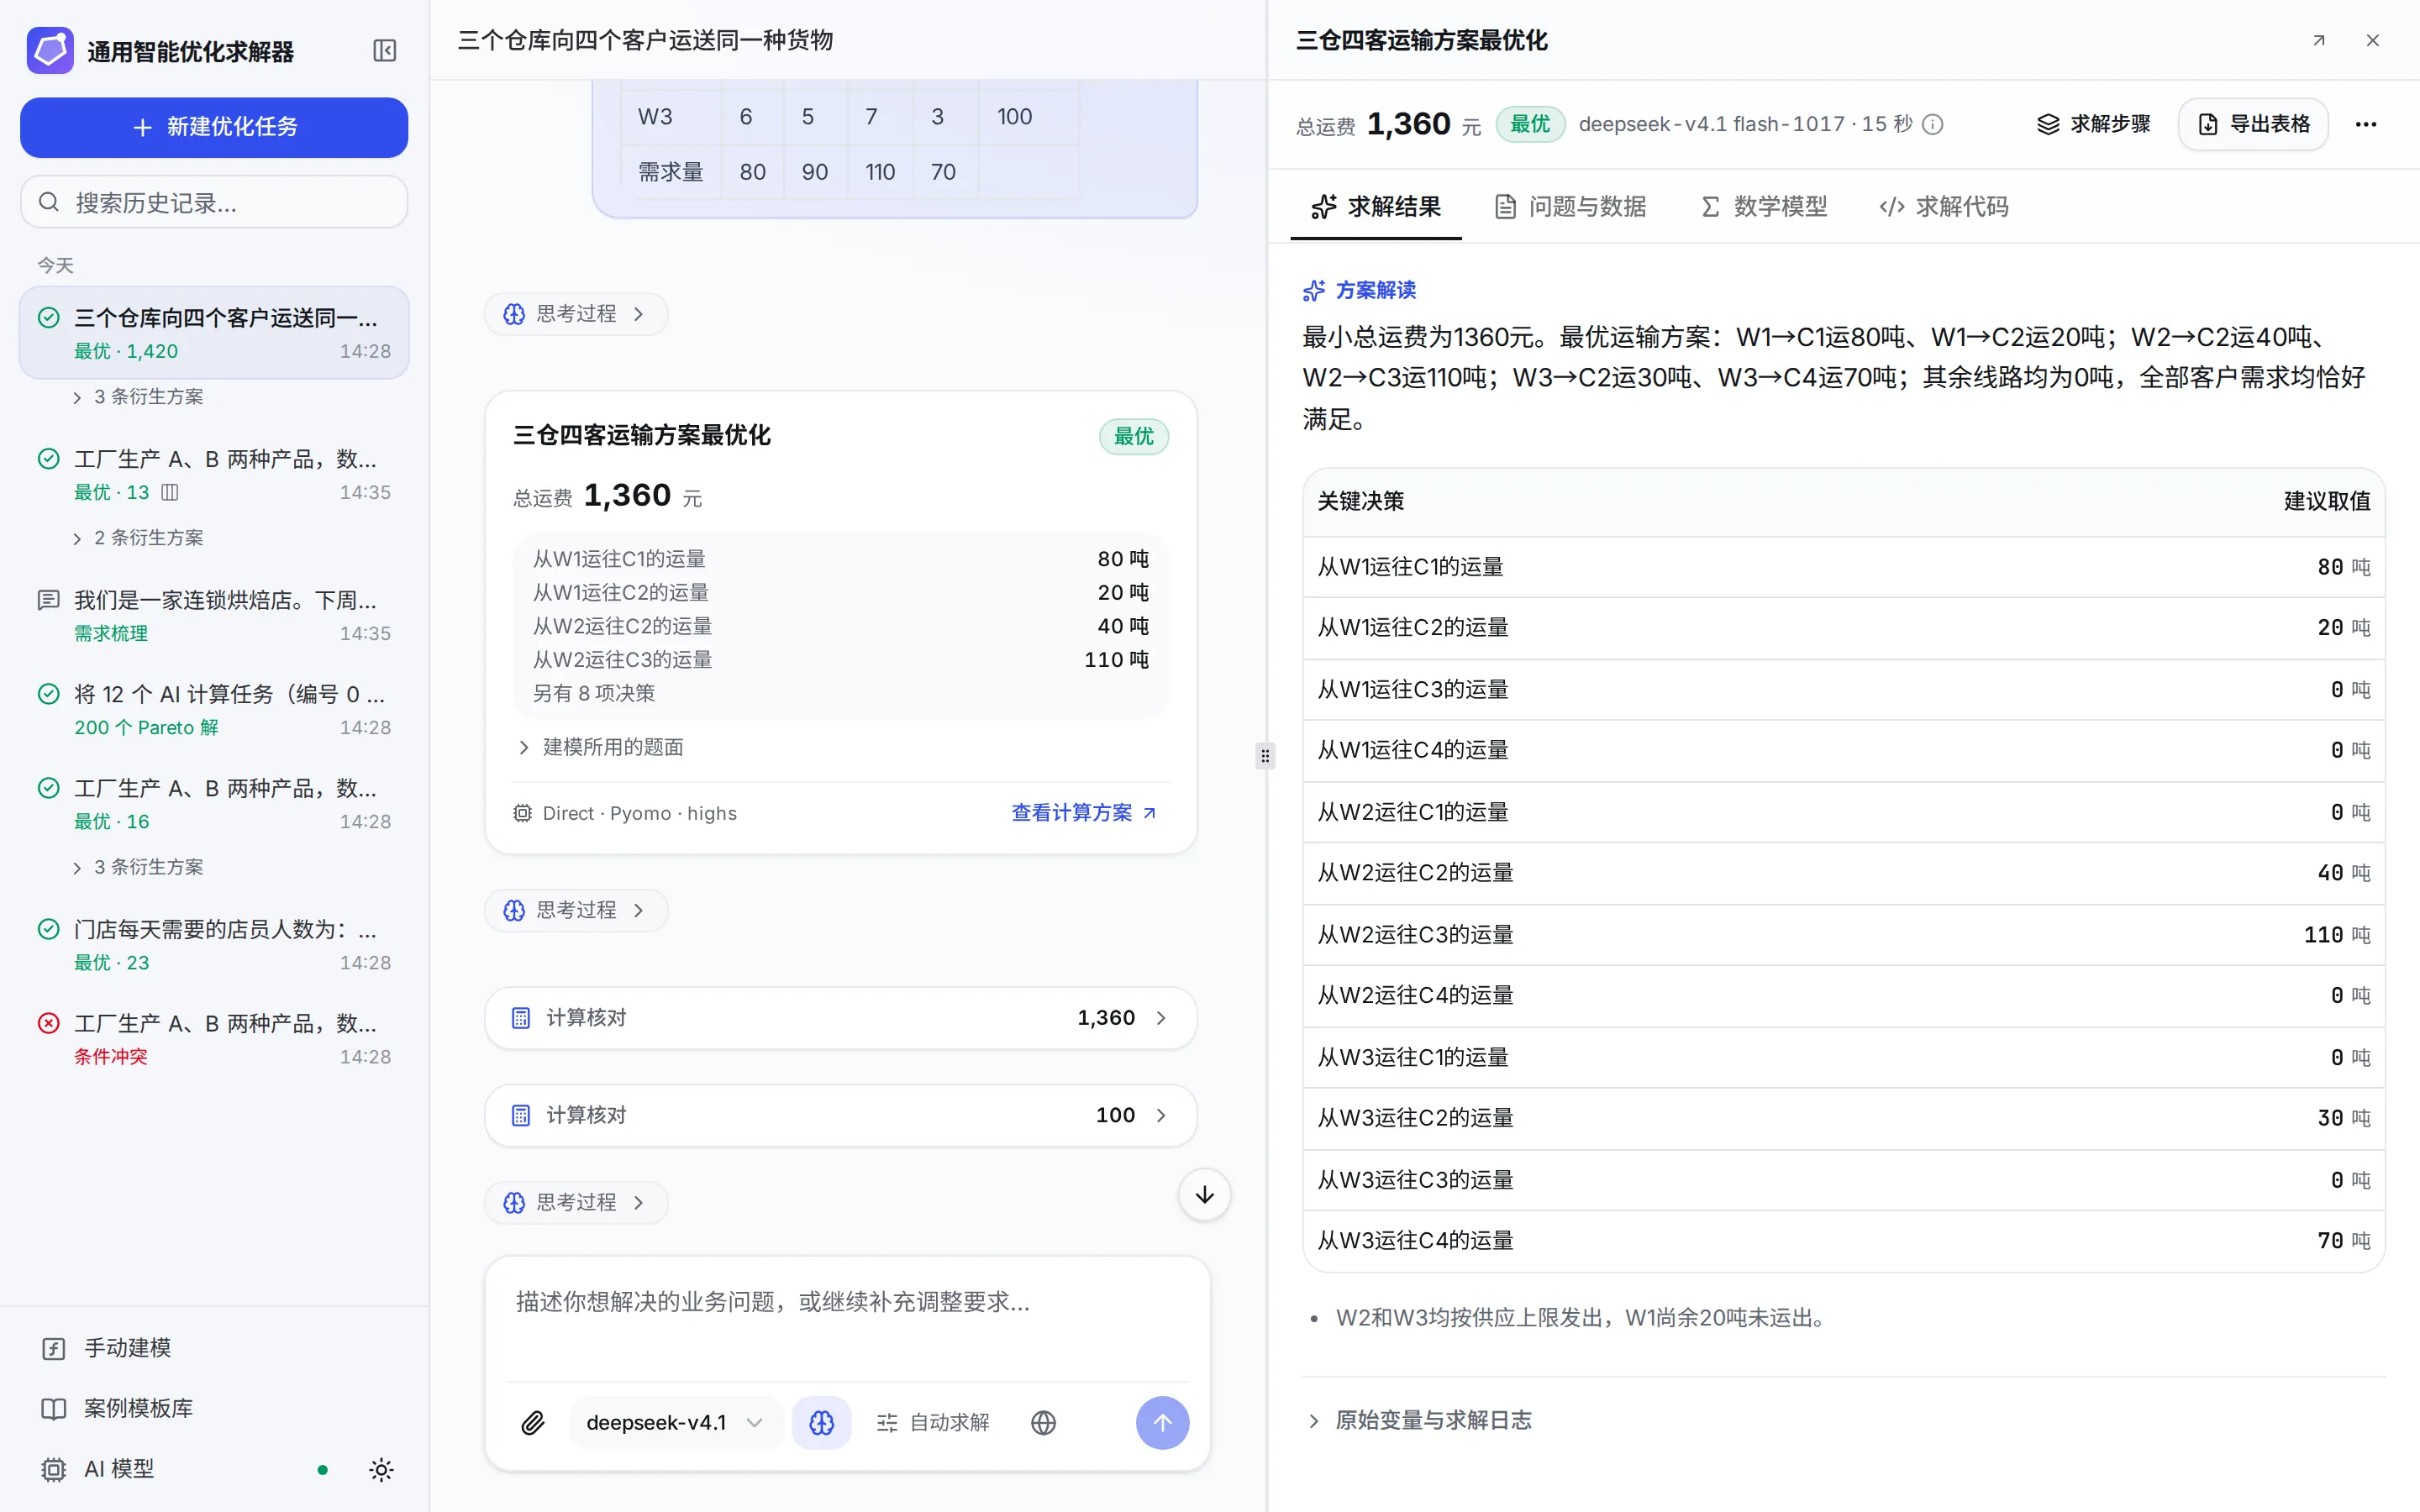 通用智能优化求解器
新建优化任务
搜索历史记录...
今天
三个仓库向四个客户运送同一...
最优 · 1,420 14:28
3 条衍生方案
工厂生产 A、B 两种产品，数...
最优 · 13 14:35
2 条衍生方案
我们是一家连锁烘焙店。下周...
需求梳理 14:35
将 12 个 AI 计算任务（编号 0 ...
200 个 Pareto 解 14:28
工厂生产 A、B 两种产品，数...
最优 · 16 14:28
3 条衍生方案
门店每天需要的店员人数为：...
最优 · 23 14:28
工厂生产 A、B 两种产品，数...
条件冲突 14:28
手动建模
案例模板库
AI 模型
三个仓库向四个客户运送同一种货物
W3 6 5 7 3 100
需求量 80 90 110 70
思考过程
三仓四客运输方案最优化 最优
总运费 1,360 元
从W1运往C1的运量 80 吨
从W1运往C2的运量 20 吨
从W2运往C2的运量 40 吨
从W2运往C3的运量 110 吨
另有 8 项决策
建模所用的题面
Direct · Pyomo · highs 查看计算方案
思考过程
计算核对 1,360
计算核对 100
思考过程
描述你想解决的业务问题，或继续补充调整要求...
deepseek-v4.1 自动求解
三仓四客运输方案最优化
总运费 1,360 元 最优 deepseek-v4.1 flash-1017 · 15 秒 求解步骤 导出表格
求解结果 问题与数据 数学模型 求解代码
方案解读
最小总运费为1360元。最优运输方案：W1→C1运80吨、W1→C2运20吨；W2→C2运40吨、
W2→C3运110吨；W3→C2运30吨、W3→C4运70吨；其余线路均为0吨，全部客户需求均恰好
满足。
关键决策 建议取值
从W1运往C1的运量 80 吨
从W1运往C2的运量 20 吨
从W1运往C3的运量 0 吨
从W1运往C4的运量 0 吨
从W2运往C1的运量 0 吨
从W2运往C2的运量 40 吨
从W2运往C3的运量 110 吨
从W2运往C4的运量 0 吨
从W3运往C1的运量 0 吨
从W3运往C2的运量 30 吨
从W3运往C3的运量 0 吨
从W3运往C4的运量 70 吨
• W2和W3均按供应上限发出，W1尚余20吨未运出。
原始变量与求解日志